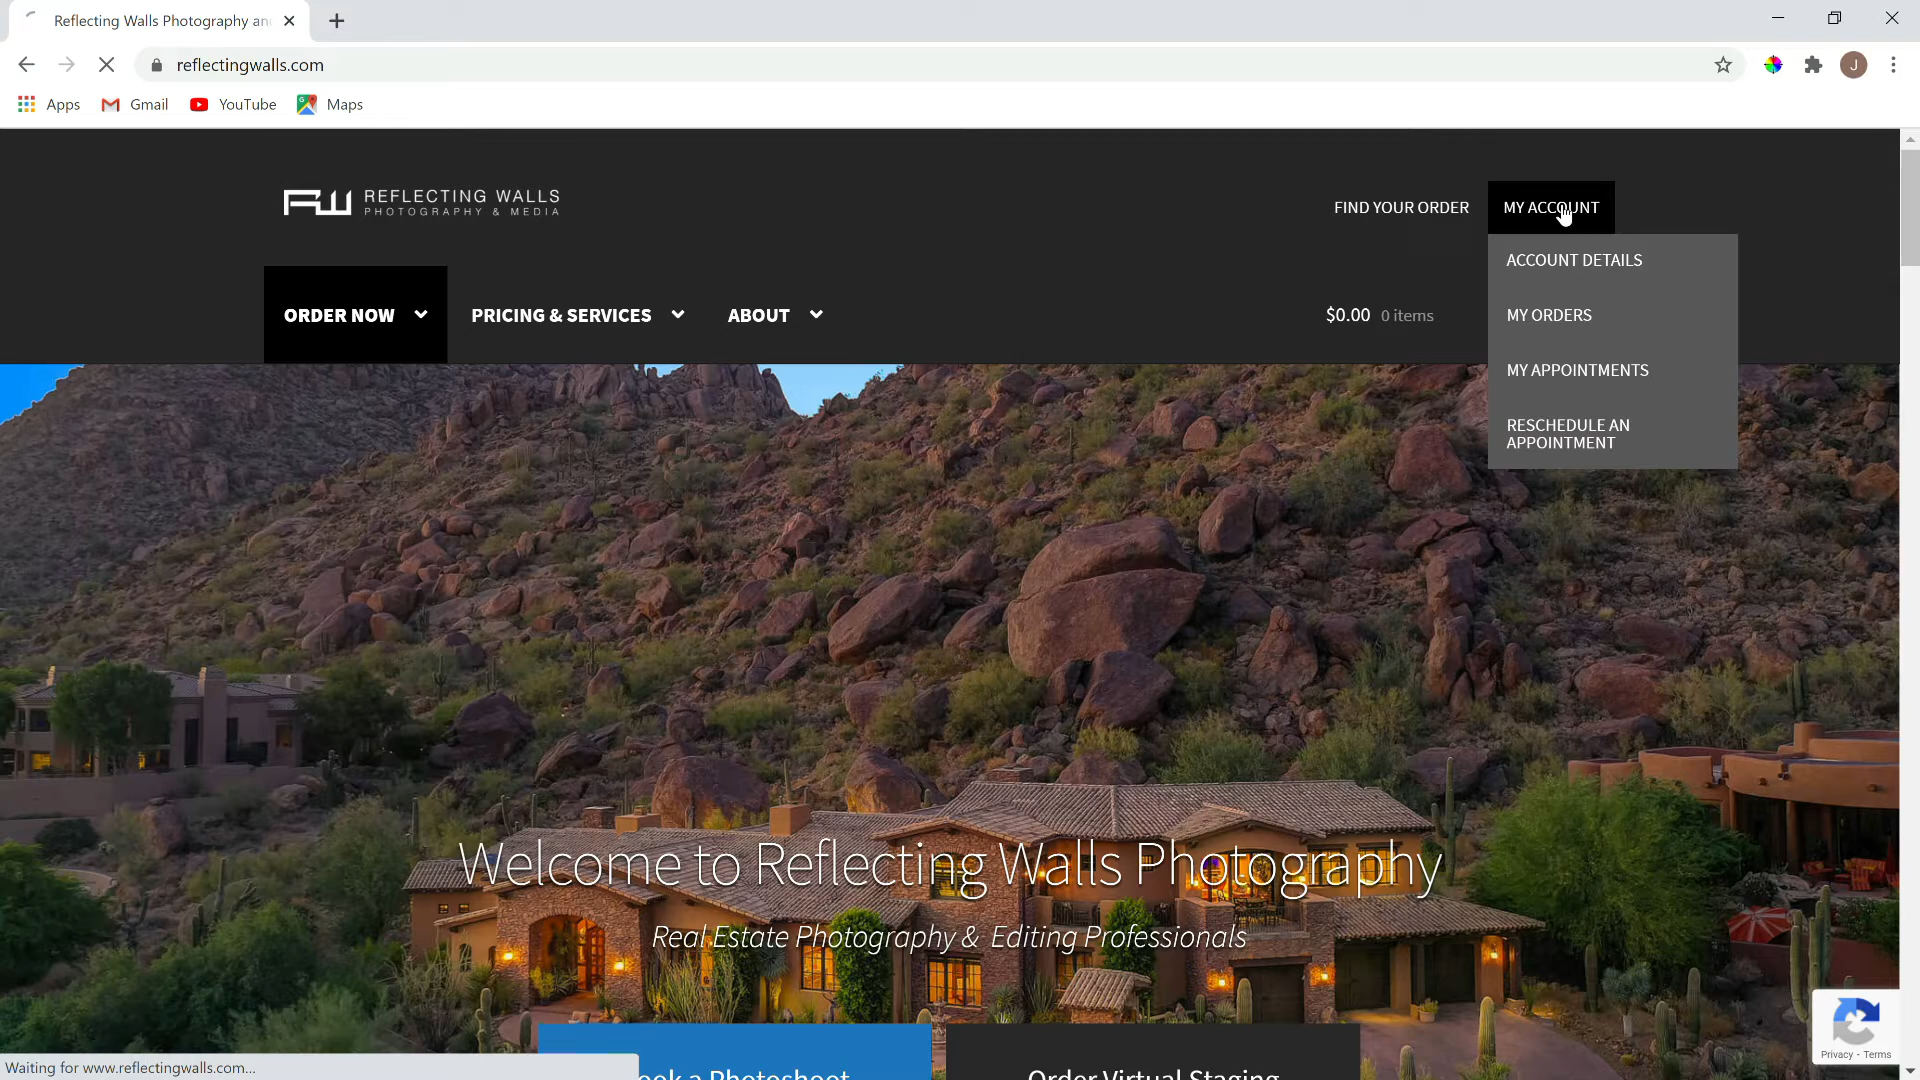 Reflecting Walls Photography an
reflectingwalls.com
J
Apps Gmail YouTube Maps
REFLECTING WALLS
PHOTOGRAPHY & MEDIA
FIND YOUR ORDER MY ACCOUNT
ACCOUNT DETAILS
ORDER NOW PRICING & SERVICES ABOUT $0.00 0 items MY ORDERS
MY APPOINTMENTS
RESCHEDULE AN
APPOINTMENT
Welcome to Reflecting Walls Photography
Real Estate Photography & Editing Professionals
a Photoshoot Order Virtual Staging
Privacy - Terms
Waiting for www.reflectingwalls.com...